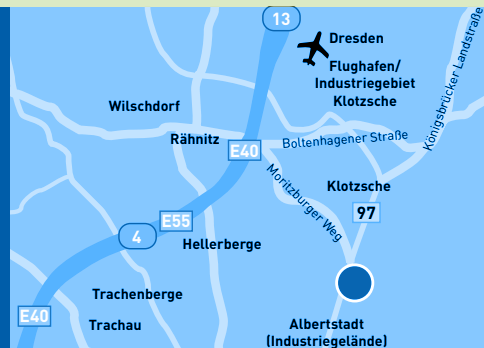 13
Dresden
Flughafen/
Industriegebiet
Klotzsche
Königsbrücker Landstraße
Wilschdorf
Rähnitz
E40
Boltenhagener Straße
Moritzburger Weg
Klotzsche
97
E55
4
Hellerberge
Trachenberge
E40
Trachau
Albertstadt
(Industriegelände)